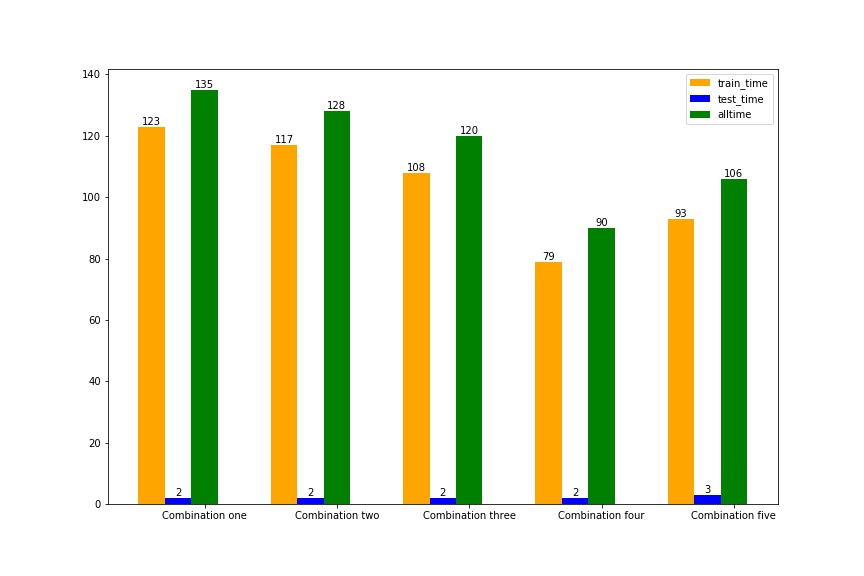 140
120
100
80
60
40
20
0
train_time
test_time
alltime
123
2
135
117
2
128
108
2
120
79
2
90
93
3
106
Combination one
Combination two
Combination three
Combination four
Combination five